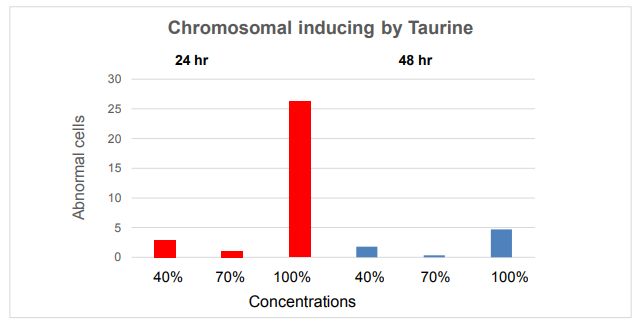 Chromosomal inducing by Taurine
24 hr 48 hr
Abnormal cells
30
25
20
15
10
5
0
40% 70% 100% 40% 70% 100%
Concentrations